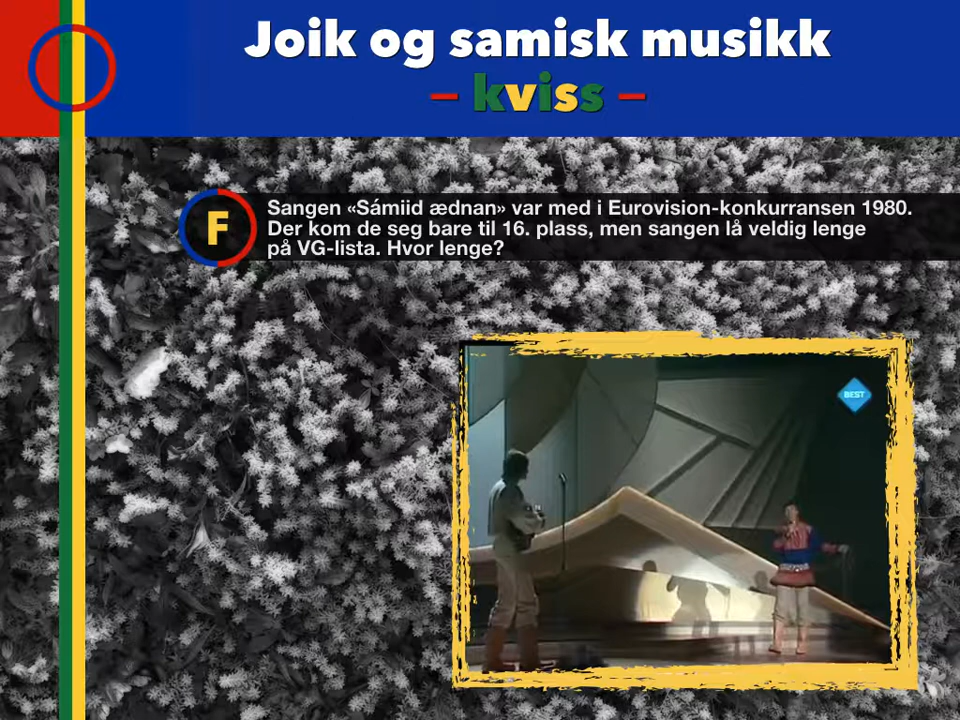 Joik og samisk musikk
– kviss –
F
Sangen «Sámiid ædnan» var med i Eurovision-konkurransen 1980.
Der kom de seg bare til 16. plass, men sangen lå veldig lenge
på VG-lista. Hvor lenge?
BEST